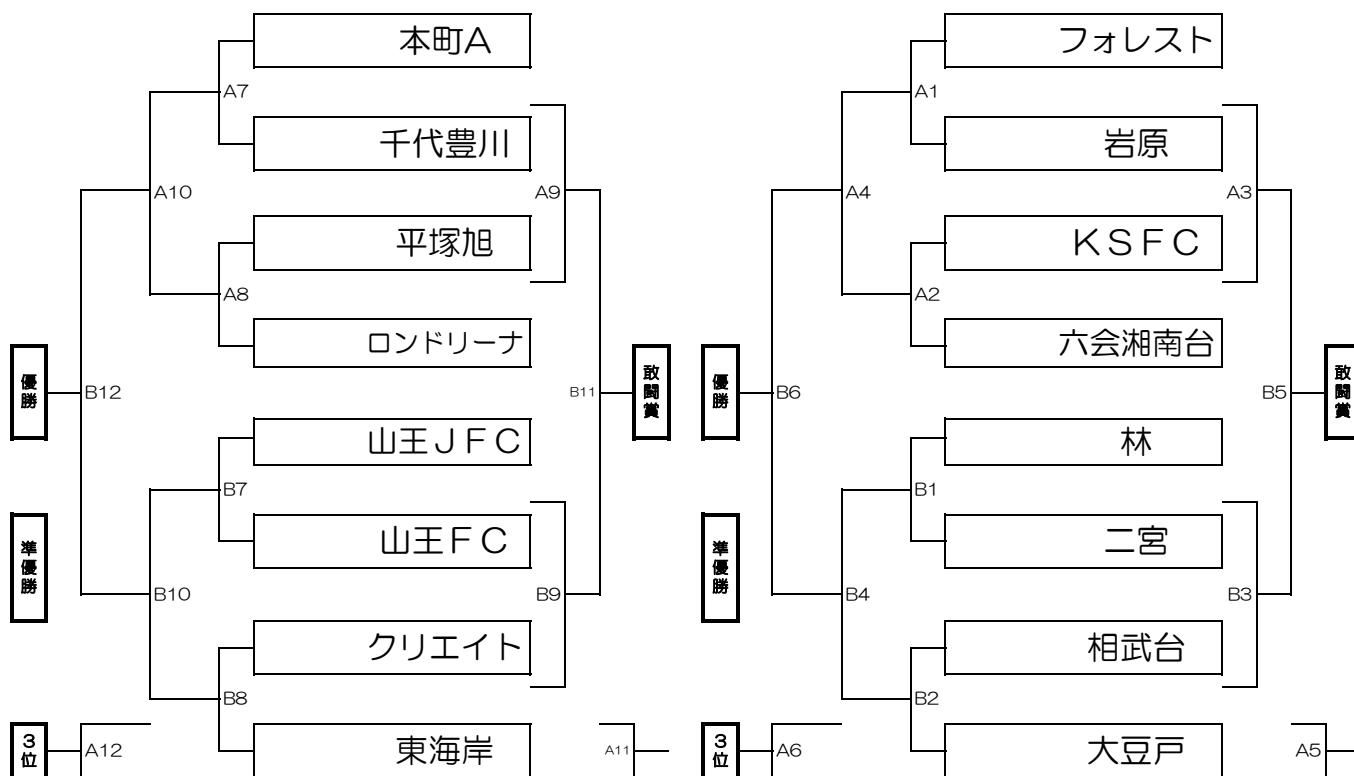 本町A
A7
千代豊川
A10
A9
平塚旭
A8
ロンドリーナ
優勝
B12
B11
敢闘賞
山王JFC
B7
山王FC
準優勝
B10
B9
クリエイト
B8
3位
A12
東海岸
A11
フォレスト
A1
岩原
A4
A3
KSFC
A2
六会湘南台
優勝
B6
B5
敢闘賞
林
B1
二宮
準優勝
B4
B3
相武台
B2
3位
A6
大豆戸
A5